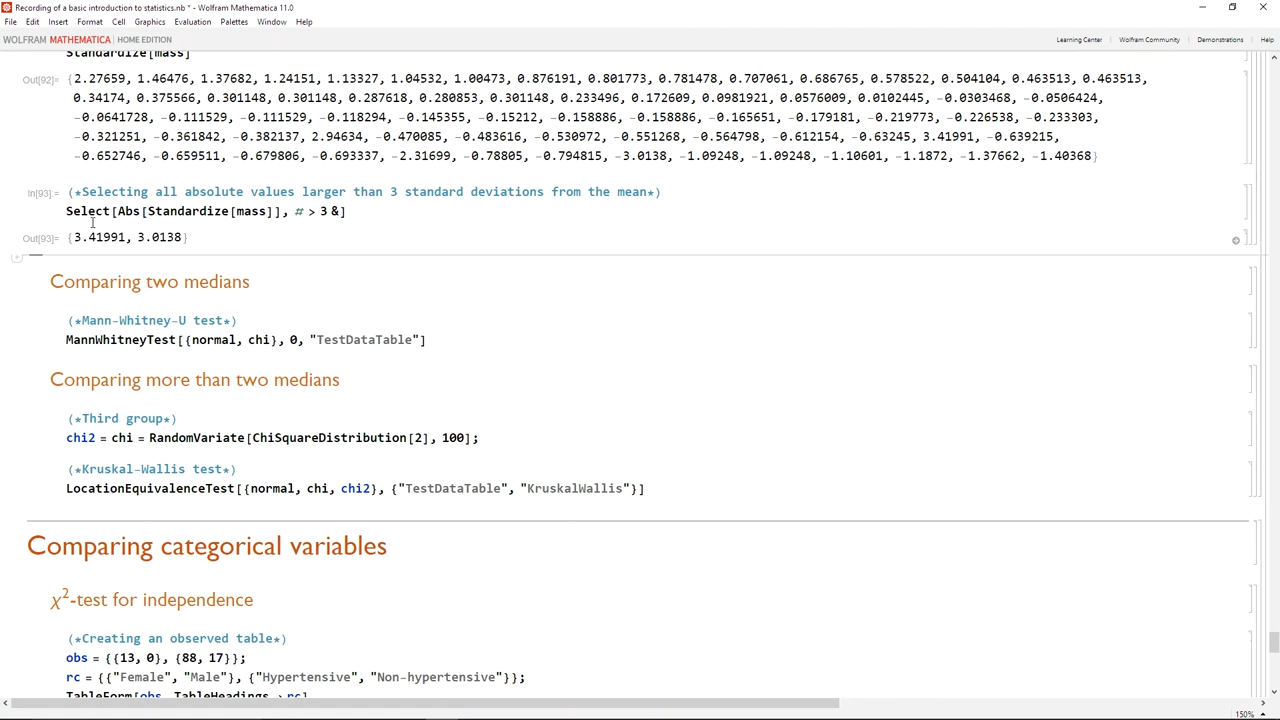 Recording of a basic introduction to statistics.nb * - Wolfram Mathematica 11.0
File Edit Insert Format Cell Graphics Evaluation Palettes Window Help
WOLFRAM MATHEMATICA | HOME EDITION Learning Center | Wolfram Community | Demonstrations | Help
Standardize[mass]
Out[92]= {2.27659, 1.46476, 1.37682, 1.24151, 1.13327, 1.04532, 1.00473, 0.876191, 0.801773, 0.781478, 0.707061, 0.686765, 0.578522, 0.504104, 0.463513, 0.463513,
0.34174, 0.375566, 0.301148, 0.301148, 0.287618, 0.280853, 0.301148, 0.233496, 0.172609, 0.0981921, 0.0576009, 0.0102445, -0.0303468, -0.0506424,
-0.0641728, -0.111529, -0.111529, -0.118294, -0.145355, -0.15212, -0.158886, -0.158886, -0.165651, -0.179181, -0.219773, -0.226538, -0.233303,
-0.321251, -0.361842, -0.382137, 2.94634, -0.470085, -0.483616, -0.530972, -0.551268, -0.564798, -0.612154, -0.63245, 3.41991, -0.639215,
-0.652746, -0.659511, -0.679806, -0.693337, -2.31699, -0.78805, -0.794815, -3.0138, -1.09248, -1.09248, -1.10601, -1.1872, -1.37662, -1.40368}
In[93]:= (*Selecting all absolute values larger than 3 standard deviations from the mean*)
Select[Abs[Standardize[mass]], # > 3 &]
Out[93]= {3.41991, 3.0138}
Comparing two medians
(*Mann-Whitney-U test*)
MannWhitneyTest[{normal, chi}, 0, "TestDataTable"]
Comparing more than two medians
(*Third group*)
chi2 = chi = RandomVariate[ChiSquareDistribution[2], 100];
(*Kruskal-Wallis test*)
LocationEquivalenceTest[{normal, chi, chi2}, {"TestDataTable", "KruskalWallis"}]
Comparing categorical variables
χ²-test for independence
(*Creating an observed table*)
obs = {{13, 0}, {88, 17}};
rc = {{"Female", "Male"}, {"Hypertensive", "Non-hypertensive"}};
TableForm[obs, TableHeadings → rc]
150%